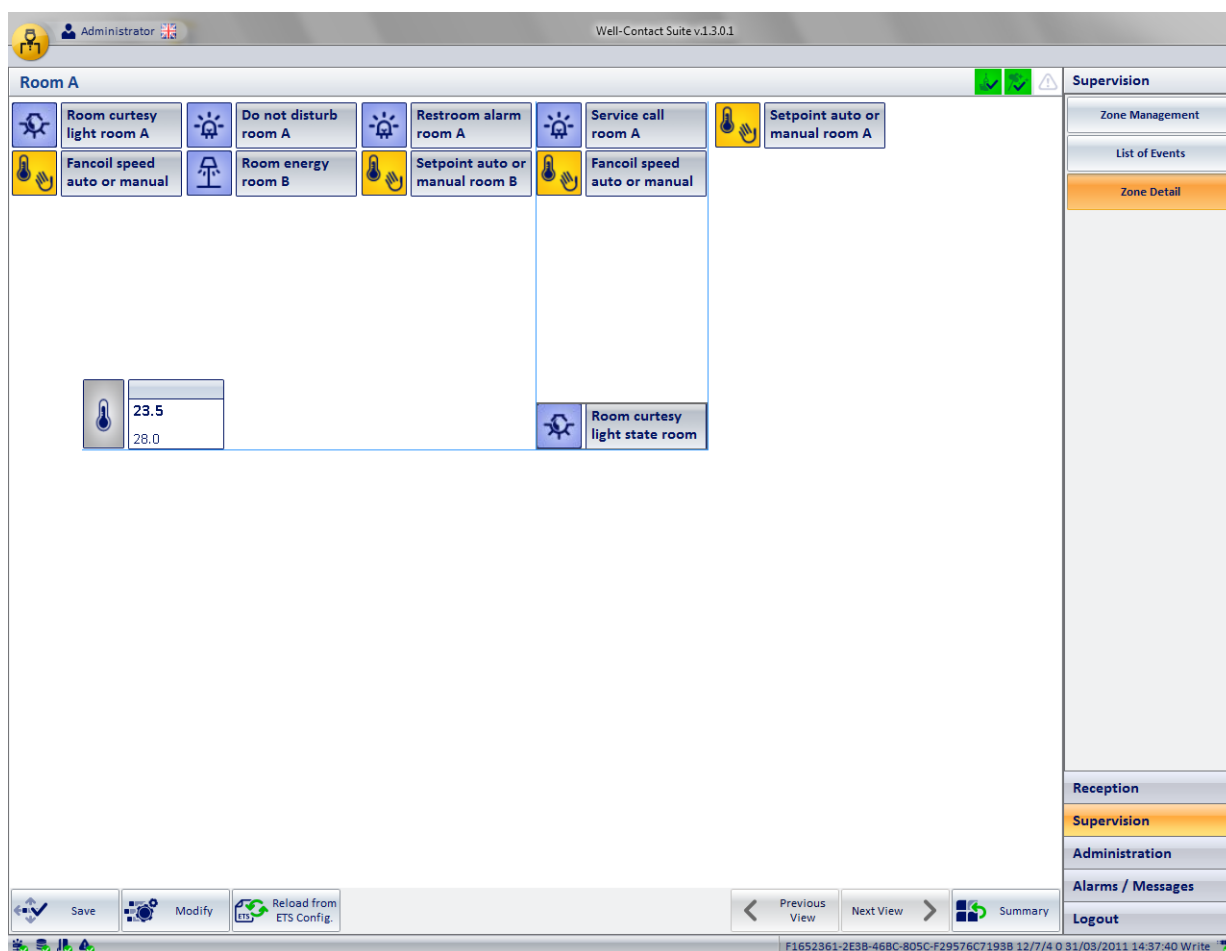 Administrator
Well-Contact Suite v.1.3.0.1
Room A
Supervision
Room curtesy
light room A
Do not disturb
room A
Restroom alarm
room A
Service call
room A
Setpoint auto or
manual room A
Fancoil speed
auto or manual
Room energy
room B
Setpoint auto or
manual room B
Fancoil speed
auto or manual
23.5
28.0
Room curtesy
light state room
Zone Management
List of Events
Zone Detail
Reception
Supervision
Administration
Alarms / Messages
Logout
Save
Modify
ETS
Reload from
ETS Config.
Previous
View
Next View
Summary
F1652361-2E3B-46BC-805C-F29576C7193B 12/7/4 0 31/03/2011 14:37:40 Write